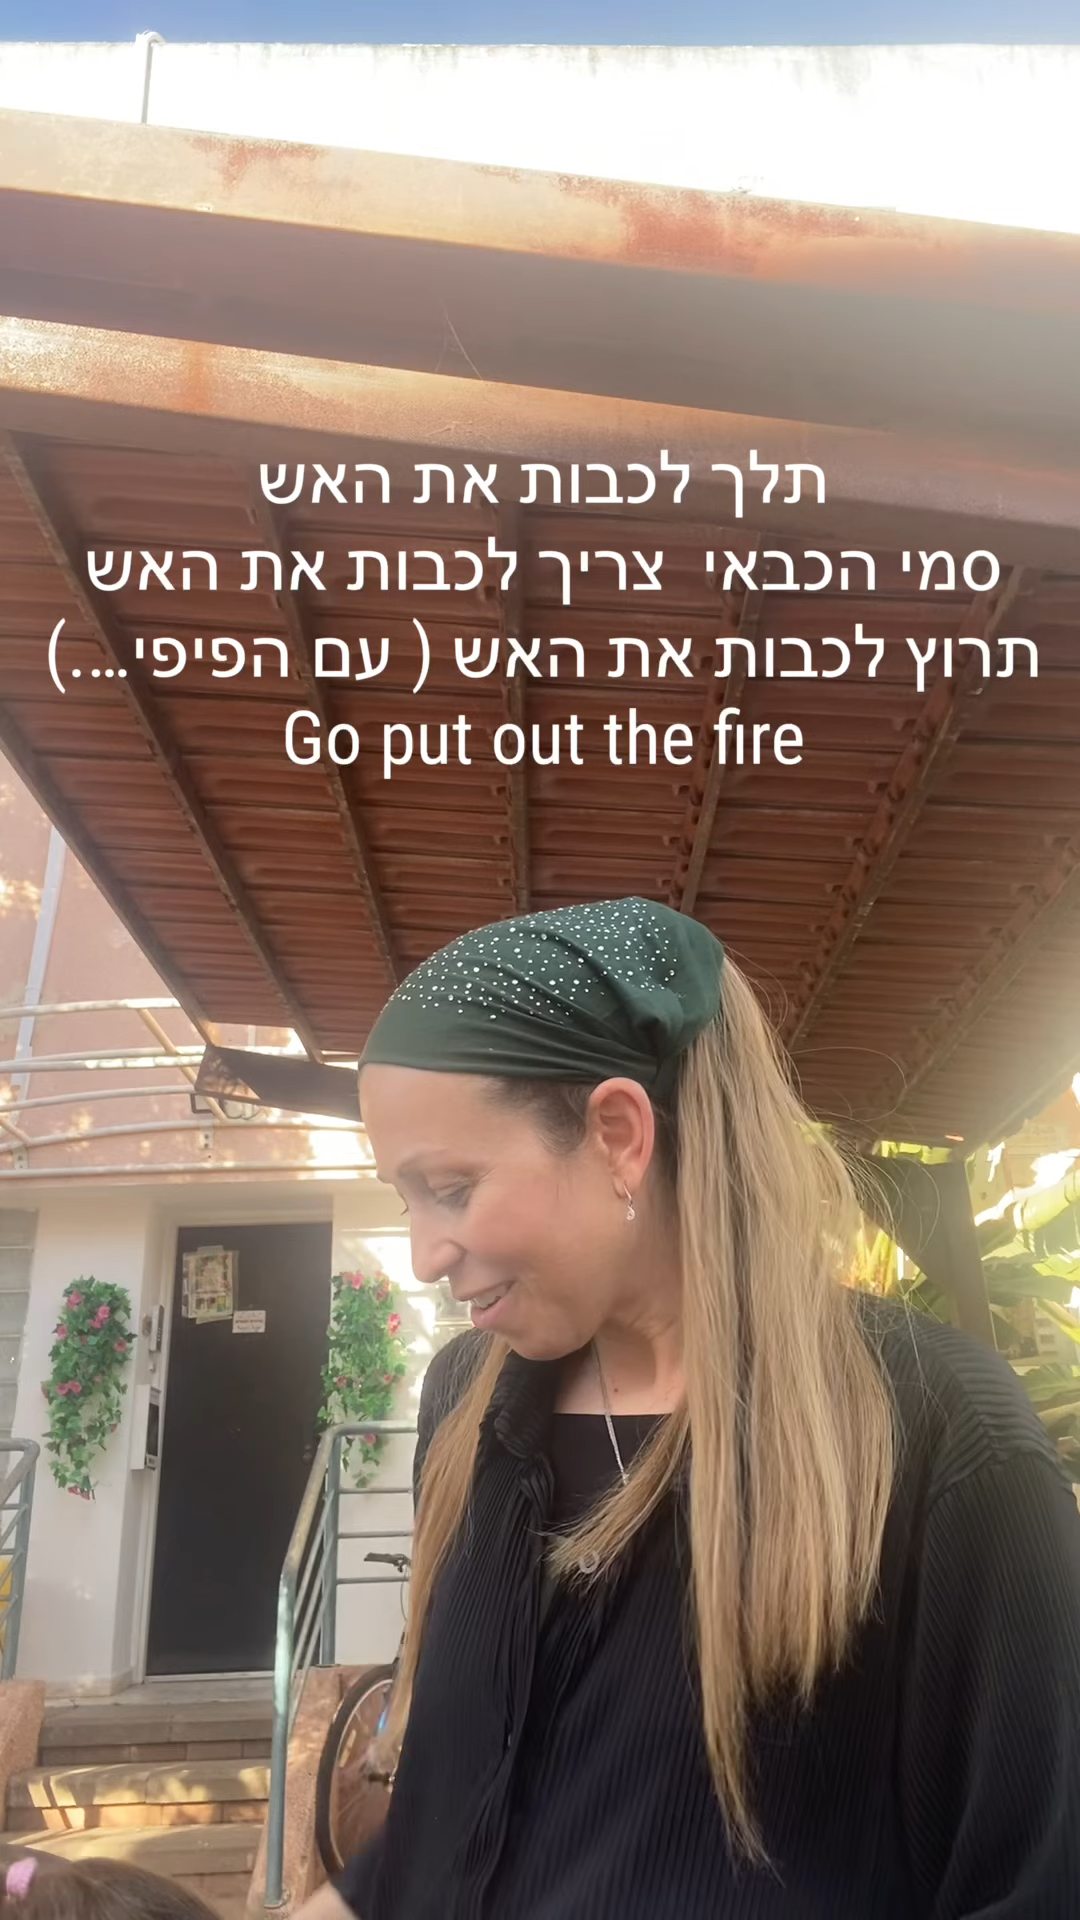 תלך לכבות את האש
סמי הכבאי  צריך לכבות את האש
תרוץ לכבות את האש ( עם הפיפי....)
Go put out the fire